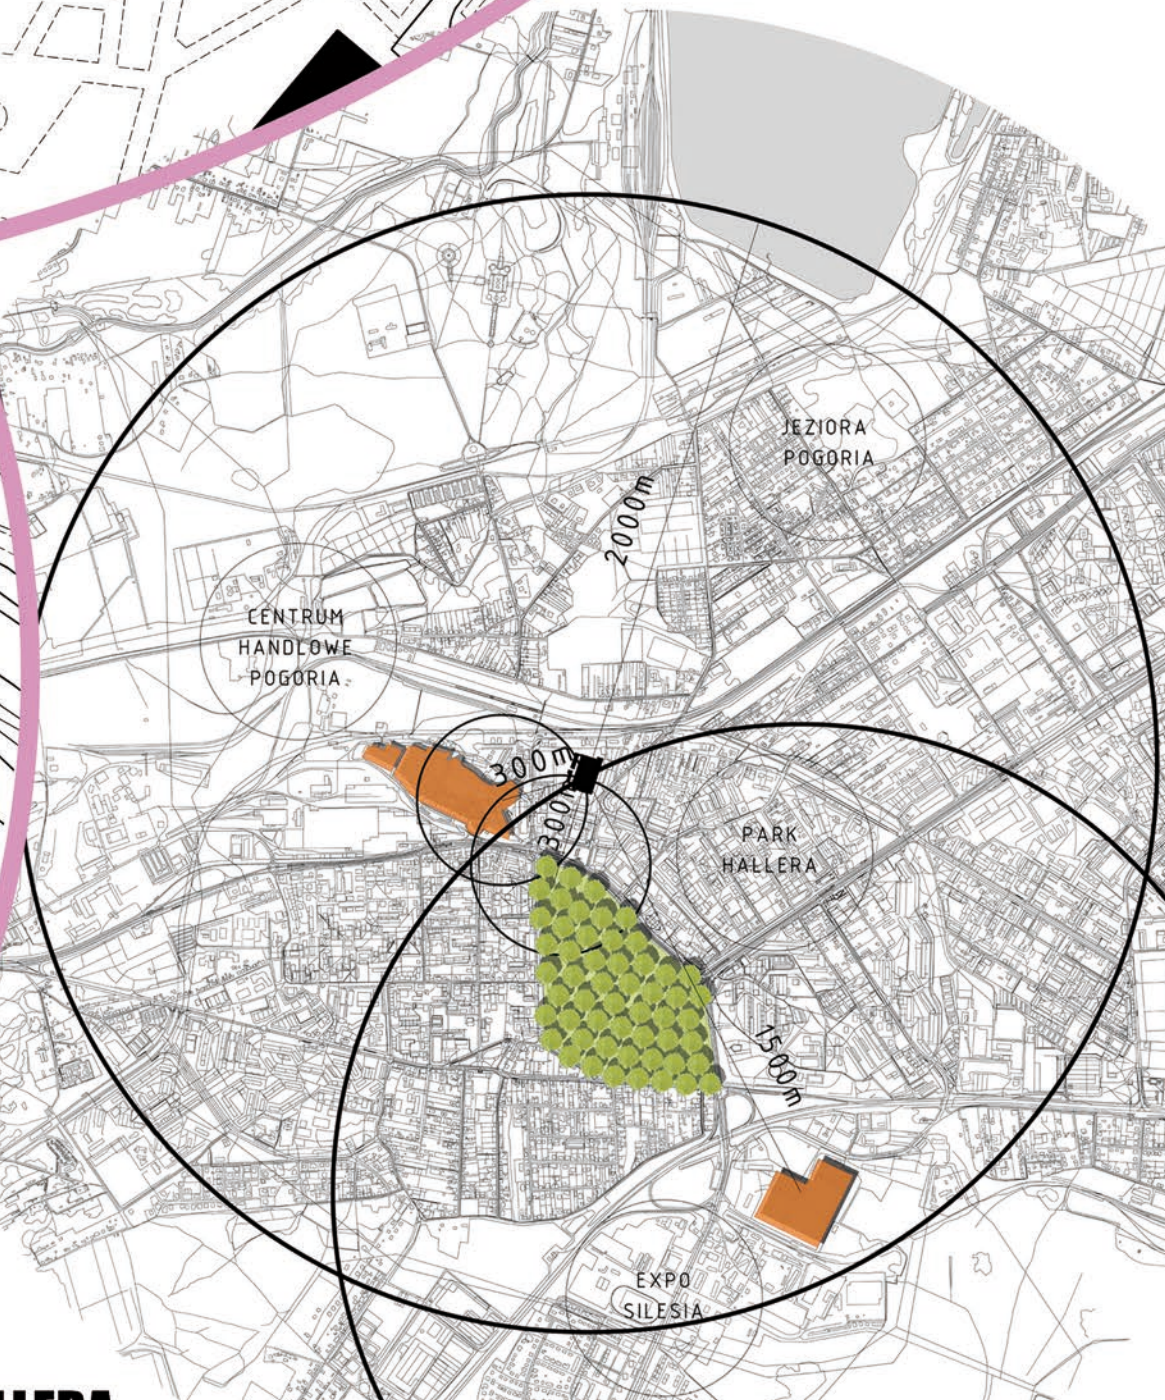 JEZIORA
POGORIA
2000m
CENTRUM
HANDLOWE
POGORIA
300m
300m
PARK
HALLERA
1500m
EXPO
SILESIA